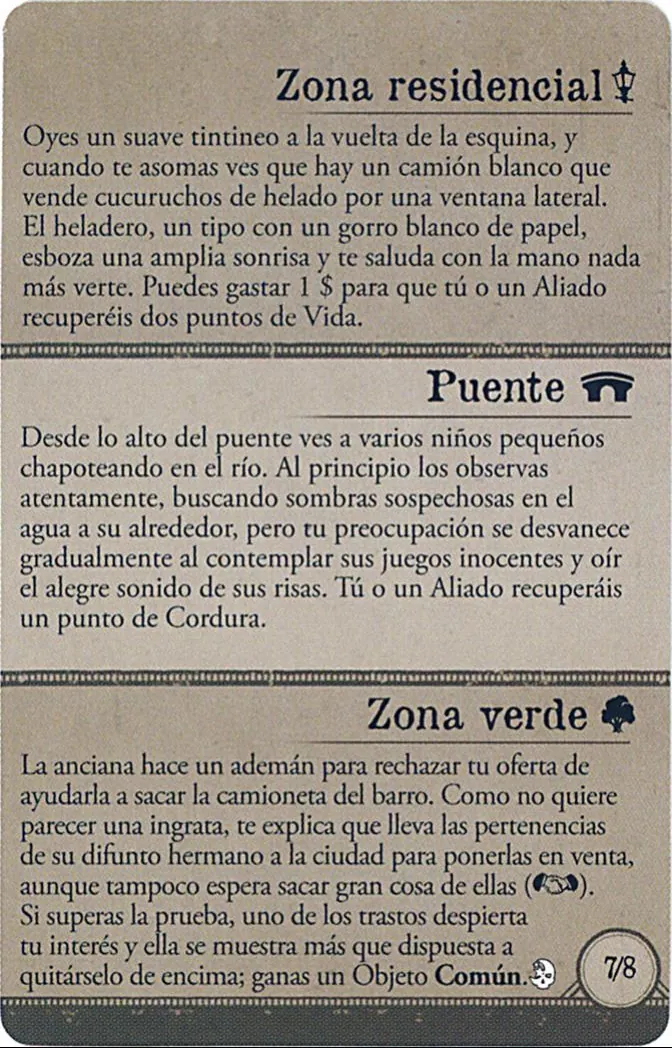 Zona residencial
Oyes un suave tintineo a la vuelta de la esquina, y
cuando te asomas ves que hay un camión blanco que
vende cucuruchos de helado por una ventana lateral.
El heladero, un tipo con un gorro blanco de papel,
esboza una amplia sonrisa y te saluda con la mano nada
más verte. Puedes gastar 1 $ para que tú o un Aliado
recuperéis dos puntos de Vida.
Puente
Desde lo alto del puente ves a varios niños pequeños
chapoteando en el río. Al principio los observas
atentamente, buscando sombras sospechosas en el
agua a su alrededor, pero tu preocupación se desvanece
gradualmente al contemplar sus juegos inocentes y oír
el alegre sonido de sus risas. Tú o un Aliado recuperáis
un punto de Cordura.
Zona verde
La anciana hace un ademán para rechazar tu oferta de
ayudarla a sacar la camioneta del barro. Como no quiere
parecer una ingrata, te explica que lleva las pertenencias
de su difunto hermano a la ciudad para ponerlas en venta,
aunque tampoco espera sacar gran cosa de ellas ( ).
Si superas la prueba, uno de los trastos despierta
tu interés y ella se muestra más que dispuesta a
quitárselo de encima; ganas un Objeto Común.
7/8